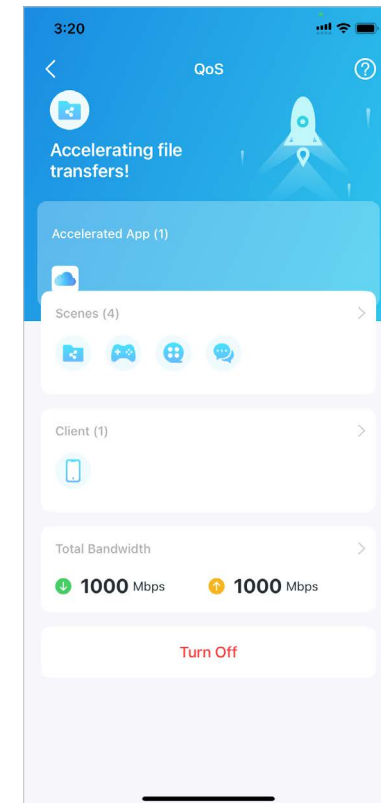 3:20
QoS
Accelerating file
transfers!
Accelerated App (1)
Scenes (4)
Client (1)
Total Bandwidth
1000 Mbps 1000 Mbps
Turn Off